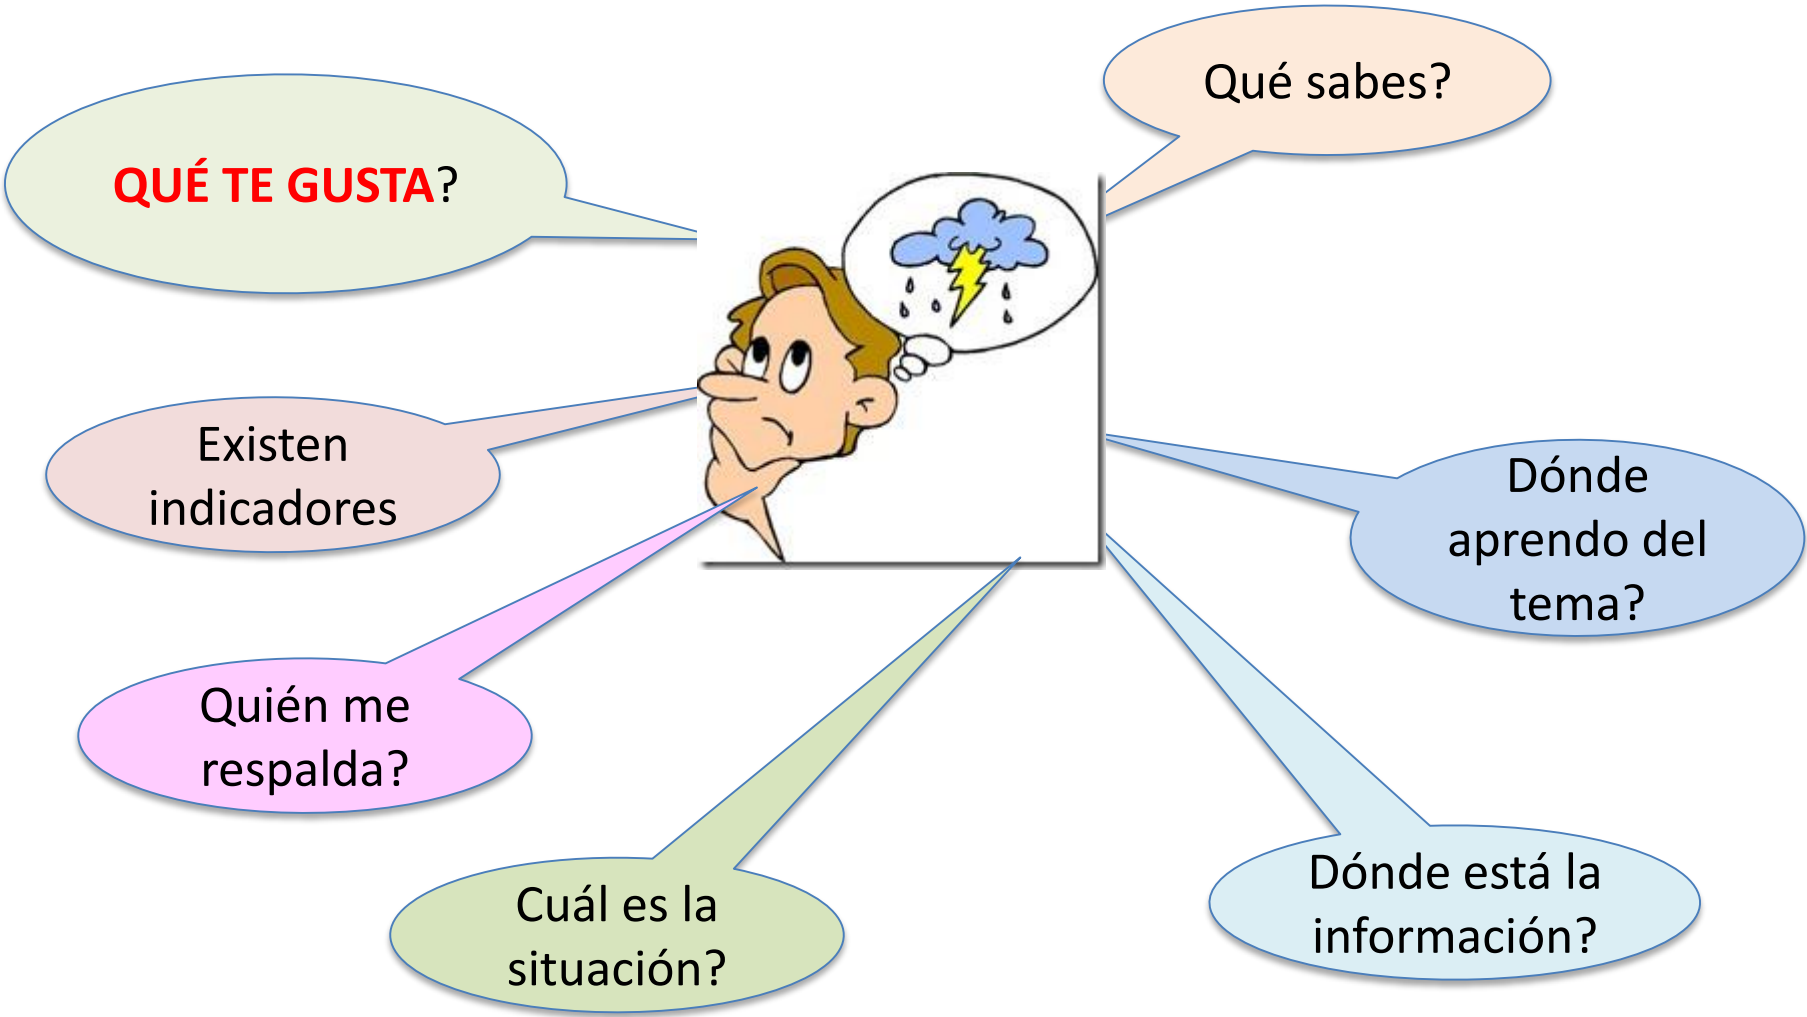 Qué sabes?
QUÉ TE GUSTA?
Existen
indicadores
Dónde
aprendo del
tema?
Quién me
respalda?
Cuál es la
situación?
Dónde está la
información?